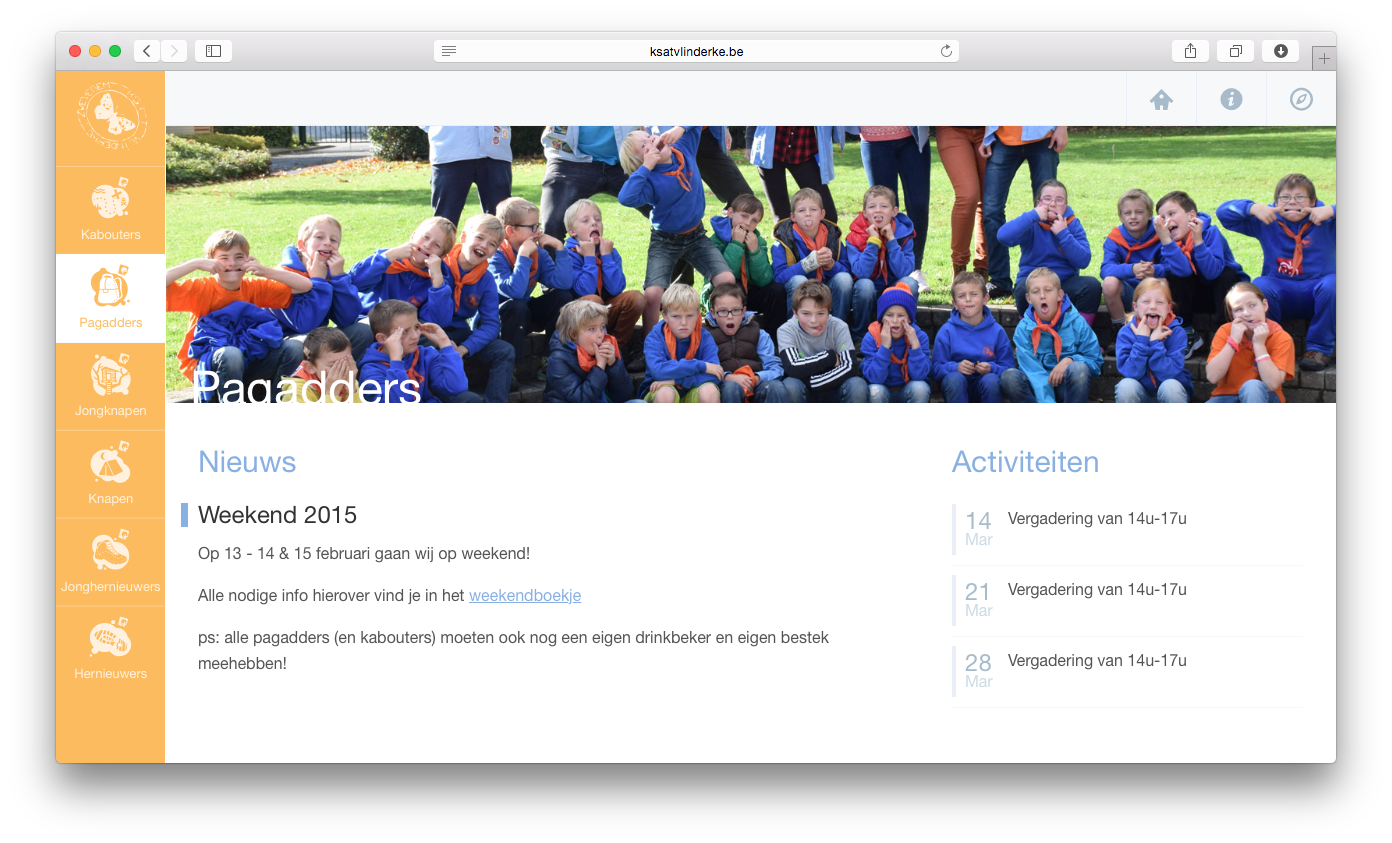 ksatvlinderke.be
Kabouters
Pagadders
Jongknapen
Knapen
Jonghernieuwers
Hernieuwers
Pagadders
Nieuws
Weekend 2015
Op 13 - 14 & 15 februari gaan wij op weekend!
Alle nodige info hierover vind je in het weekendboekje
ps: alle pagadders (en kabouters) moeten ook nog een eigen drinkbeker en eigen bestek
meehebben!
Activiteiten
14 Vergadering van 14u-17u
Mar
21 Vergadering van 14u-17u
Mar
28 Vergadering van 14u-17u
Mar